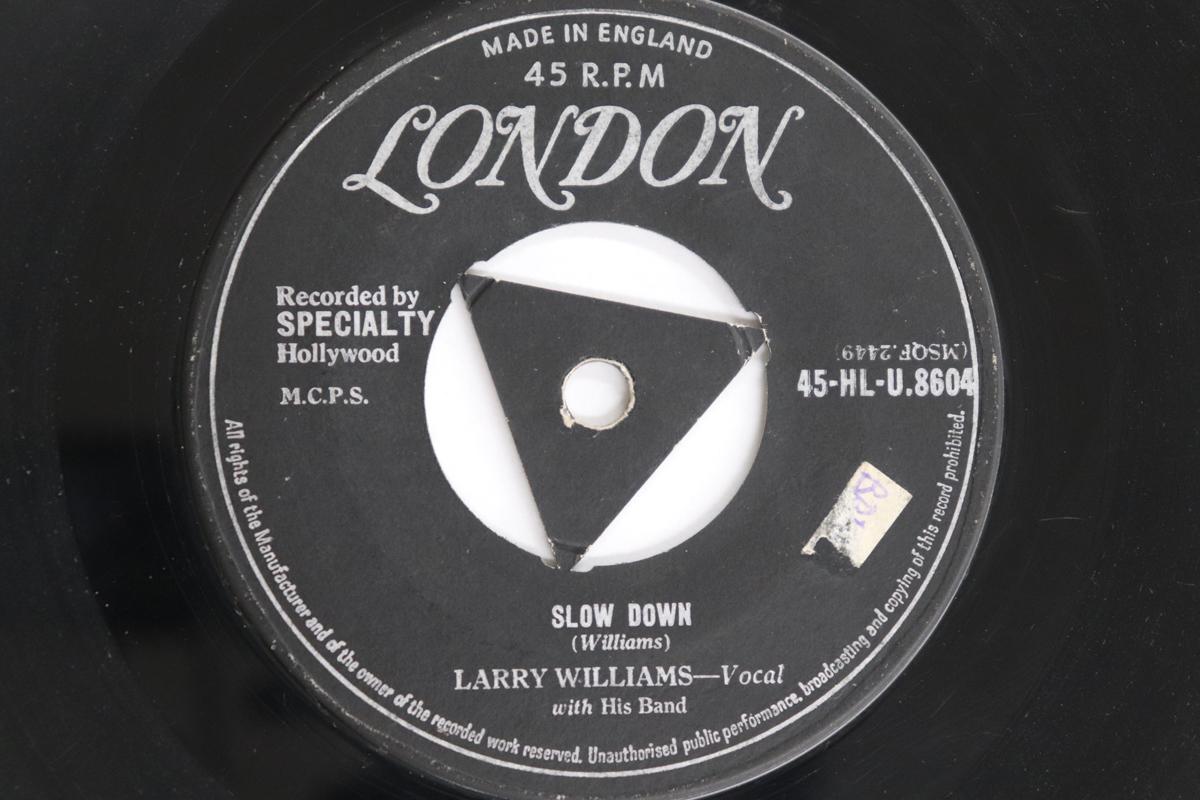 MADE IN ENGLAND
45 R.P.M
LONDON
Recorded by
SPECIALTY
Hollywood
M.C.P.S.
(MSQF.2449)
45-HL-U.8604
SLOW DOWN
(Williams)
LARRY WILLIAMS—Vocal
with His Band
All rights of the Manufacturer and of the owner of the recorded work reserved. Unauthorised public performance, broadcasting and copying of this record prohibited.